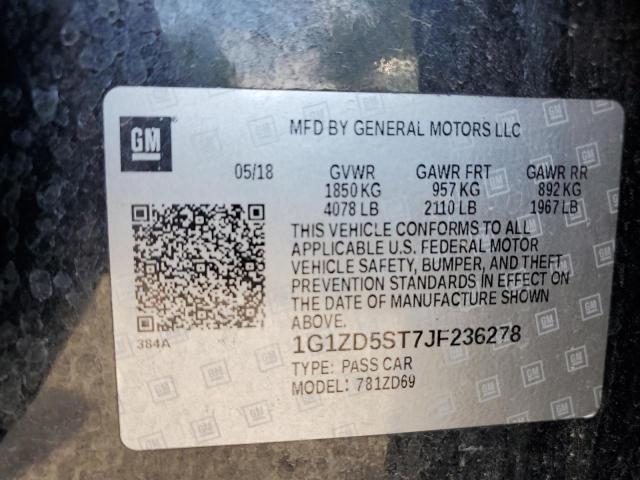 GM
MFD BY GENERAL MOTORS LLC
05/18 GVWR GAWR FRT GAWR RR
1850 KG 957 KG 892 KG
4078 LB 2110 LB 1967 LB
THIS VEHICLE CONFORMS TO ALL
APPLICABLE U.S. FEDERAL MOTOR
VEHICLE SAFETY, BUMPER, AND THEFT
PREVENTION STANDARDS IN EFFECT ON
THE DATE OF MANUFACTURE SHOWN
ABOVE.
384A
1G1ZD5ST7JF236278
TYPE: PASS CAR
MODEL: 781ZD69